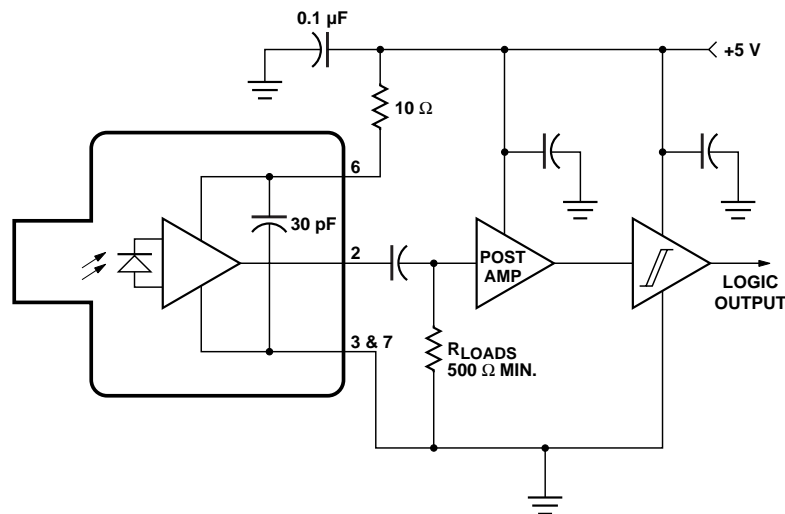 0.1 µF
+5 V
10 Ω
6
30 pF
2
POST
AMP
LOGIC
OUTPUT
3 & 7
RLOADS
500 Ω MIN.